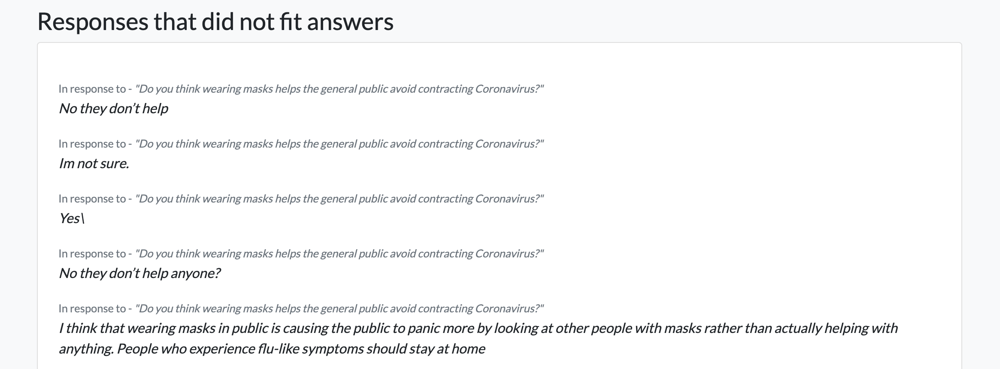 Responses that did not fit answers
In response to - "Do you think wearing masks helps the general public avoid contracting Coronavirus?"
No they don’t help
In response to - "Do you think wearing masks helps the general public avoid contracting Coronavirus?"
Im not sure.
In response to - "Do you think wearing masks helps the general public avoid contracting Coronavirus?"
Yes\
In response to - "Do you think wearing masks helps the general public avoid contracting Coronavirus?"
No they don’t help anyone?
In response to - "Do you think wearing masks helps the general public avoid contracting Coronavirus?"
I think that wearing masks in public is causing the public to panic more by looking at other people with masks rather than actually helping with
anything. People who experience flu-like symptoms should stay at home